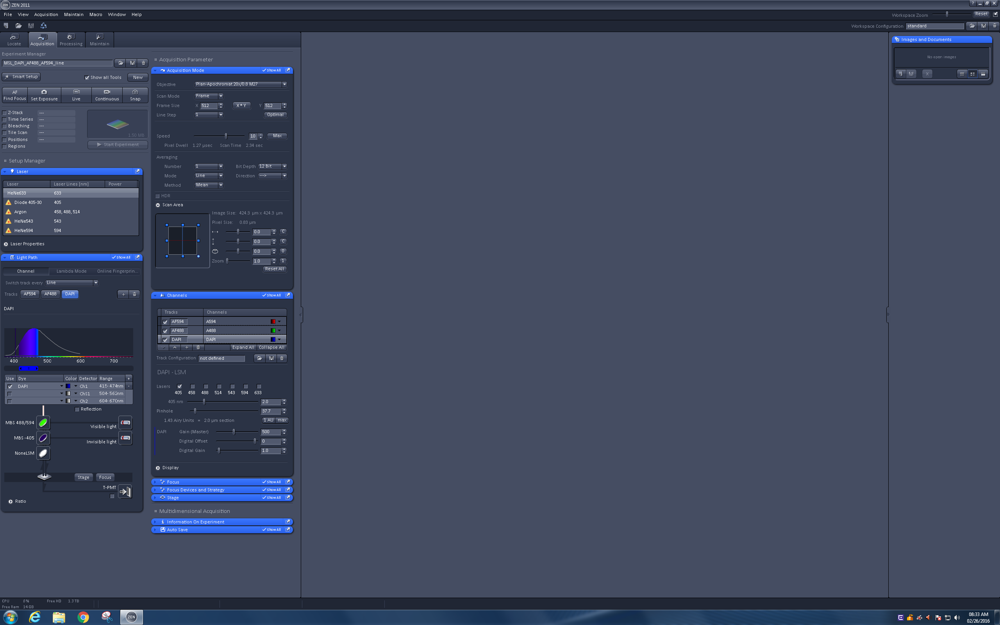 ZEN 2011
File View Acquisition Maintain Macro Window Help
Workspace Zoom Reset
Workspace Configuration standard
Locate Acquisition Processing Maintain
Images and Documents
No open images
Experiment Manager
MSL_DAPI_AF488_AF594_line
Smart Setup Show all Tools New
AF
Find Focus Set Exposure Live Continuous Snap
Z-Stack ---
Time Series ---
Bleaching ---
Tile Scan ---
Positions ---
Regions
1.50 MB
Start Experiment
Setup Manager
Laser
Laser Laser Lines [nm] Power
HeNe633 633
Diode 405-30 405
Argon 458, 488, 514
HeNe543 543
HeNe594 594
Laser Properties
Light Path Show All
Channel Lambda Mode Online Fingerprin...
Switch track every Line
Tracks AF594 AF488 DAPI +
DAPI
400 500 600 700
Use Dye Color Detector Range +
DAPI Ch1 415- 474nm -
ChS1 504- 562nm
Ch2 604- 670nm
Reflection
MBS 488/594 Visible light
MBS -405 Invisible light
NoneLSM
Stage Focus
T-PMT
Ratio
Acquisition Parameter
Acquisition Mode Show All
Objective Plan-Apochromat 20x/0.8 M27
Scan Mode Frame
Frame Size X 512 X * Y Y 512
Line Step 1 Optimal
Speed 10 Max
Pixel Dwell 1.27 µsec Scan Time 2.34 sec
Averaging
Number 1 Bit Depth 12 Bit
Mode Line Direction --->
Method Mean
HDR
Scan Area
Image Size: 424.3 µm x 424.3 µm
Pixel Size: 0.83 µm
0.0 C
0.0 C
0.0 0
Zoom 1.0 1
Reset All
Channels Show All
Tracks Channels
AF594 A594
AF488 A488
DAPI DAPI
+ Expand All Collapse All
Track Configuration not defined
DAPI - LSM
Lasers
405 458 488 514 543 594 633
405 nm 2.0
Pinhole 37.7
1.43 Airy Units = 2.0 µm section 1 AU max
DAPI Gain (Master) 500
Digital Offset 0
Digital Gain 1.0
Display
Focus Show All
Focus Devices and Strategy Show All
Stage Show All
Multidimensional Acquisition
Information On Experiment
Auto Save Show All
CPU 0% Free HD 1.3 TB
Free Ram 14 GB
ZEN
08:33 AM
02/26/2016